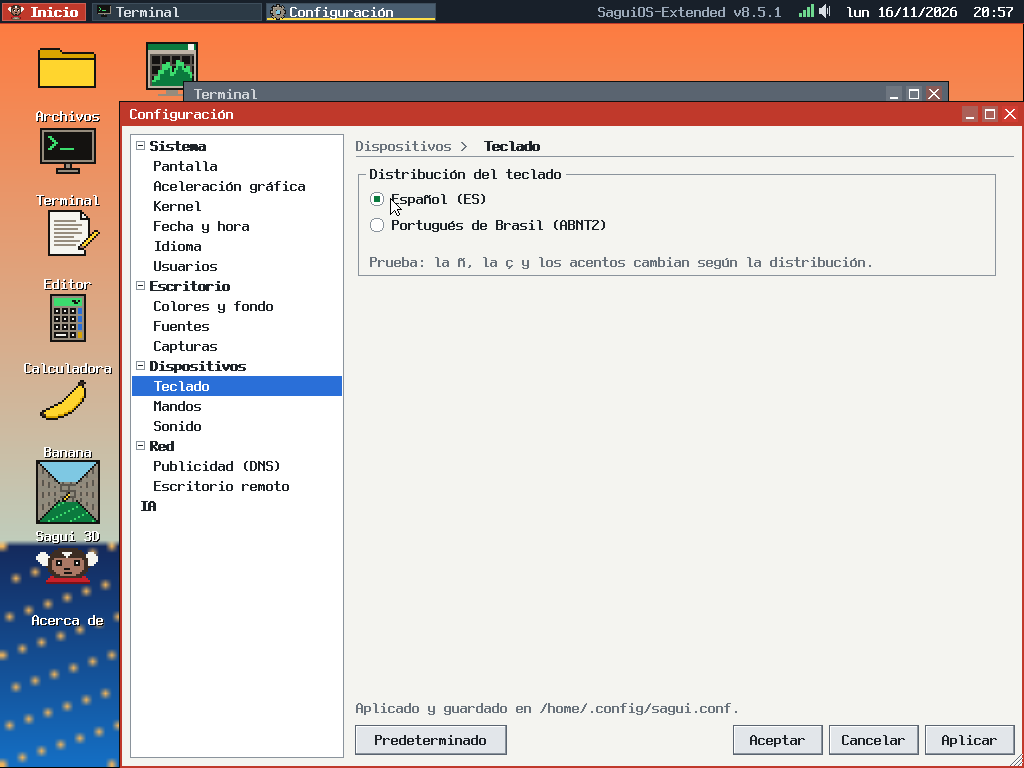 Inicio
Terminal
Configuración
SaguiOS-Extended v8.5.1
lun 16/11/2026 20:57
Archivos
Terminal
Editor
Calculadora
Banana
Sagui 3D
Acerca de
Terminal
Configuración
Sistema
Pantalla
Aceleración gráfica
Kernel
Fecha y hora
Idioma
Usuarios
Escritorio
Colores y fondo
Fuentes
Capturas
Dispositivos
Teclado
Mandos
Sonido
Red
Publicidad (DNS)
Escritorio remoto
IA
Dispositivos > Teclado
Distribución del teclado
Español (ES)
Portugués de Brasil (ABNT2)
Prueba: la ñ, la ç y los acentos cambian según la distribución.
Aplicado y guardado en /home/.config/sagui.conf.
Predeterminado
Aceptar
Cancelar
Aplicar